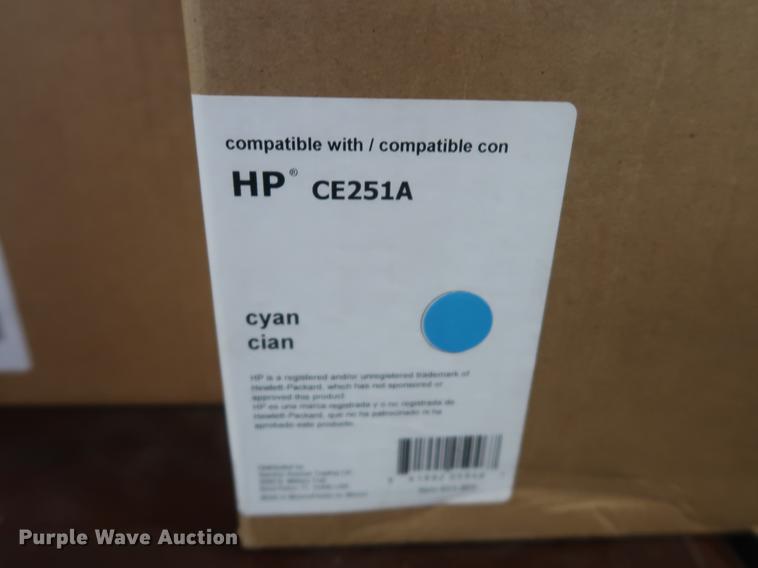 compatible with / compatible con
HP® CE251A
cyan
cian
HP is a registered and/or unregistered trademark of
Hewlett-Packard, which has not sponsored or
approved this product.
HP es una marca registrada y o no registrada de
Hewlett-Packard, que no ha patrocinado ni ha
aprobado este producto.
Purple Wave Auction